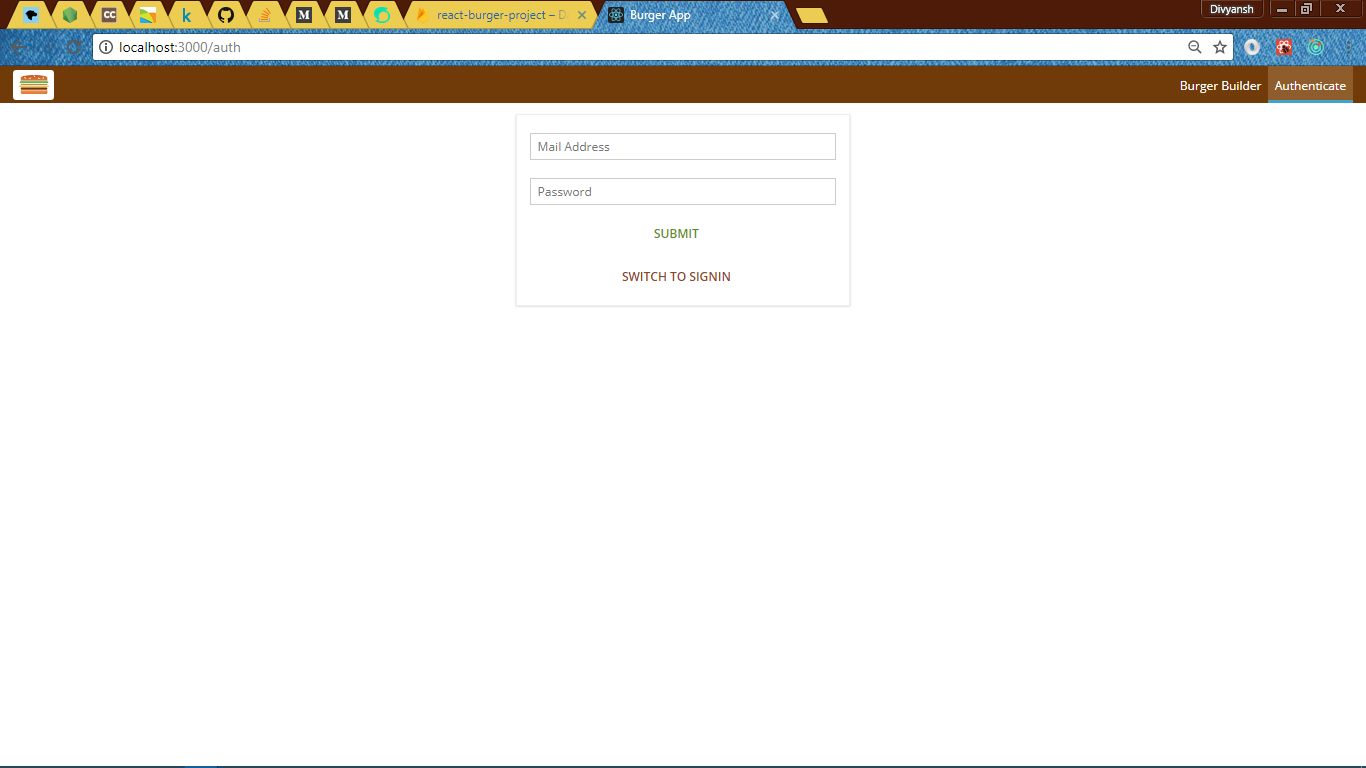 Divyansh
CC
k
M
M
react-burger-project – D
Burger App
localhost:3000/auth
Burger Builder
Authenticate
Mail Address
Password
SUBMIT
SWITCH TO SIGNIN